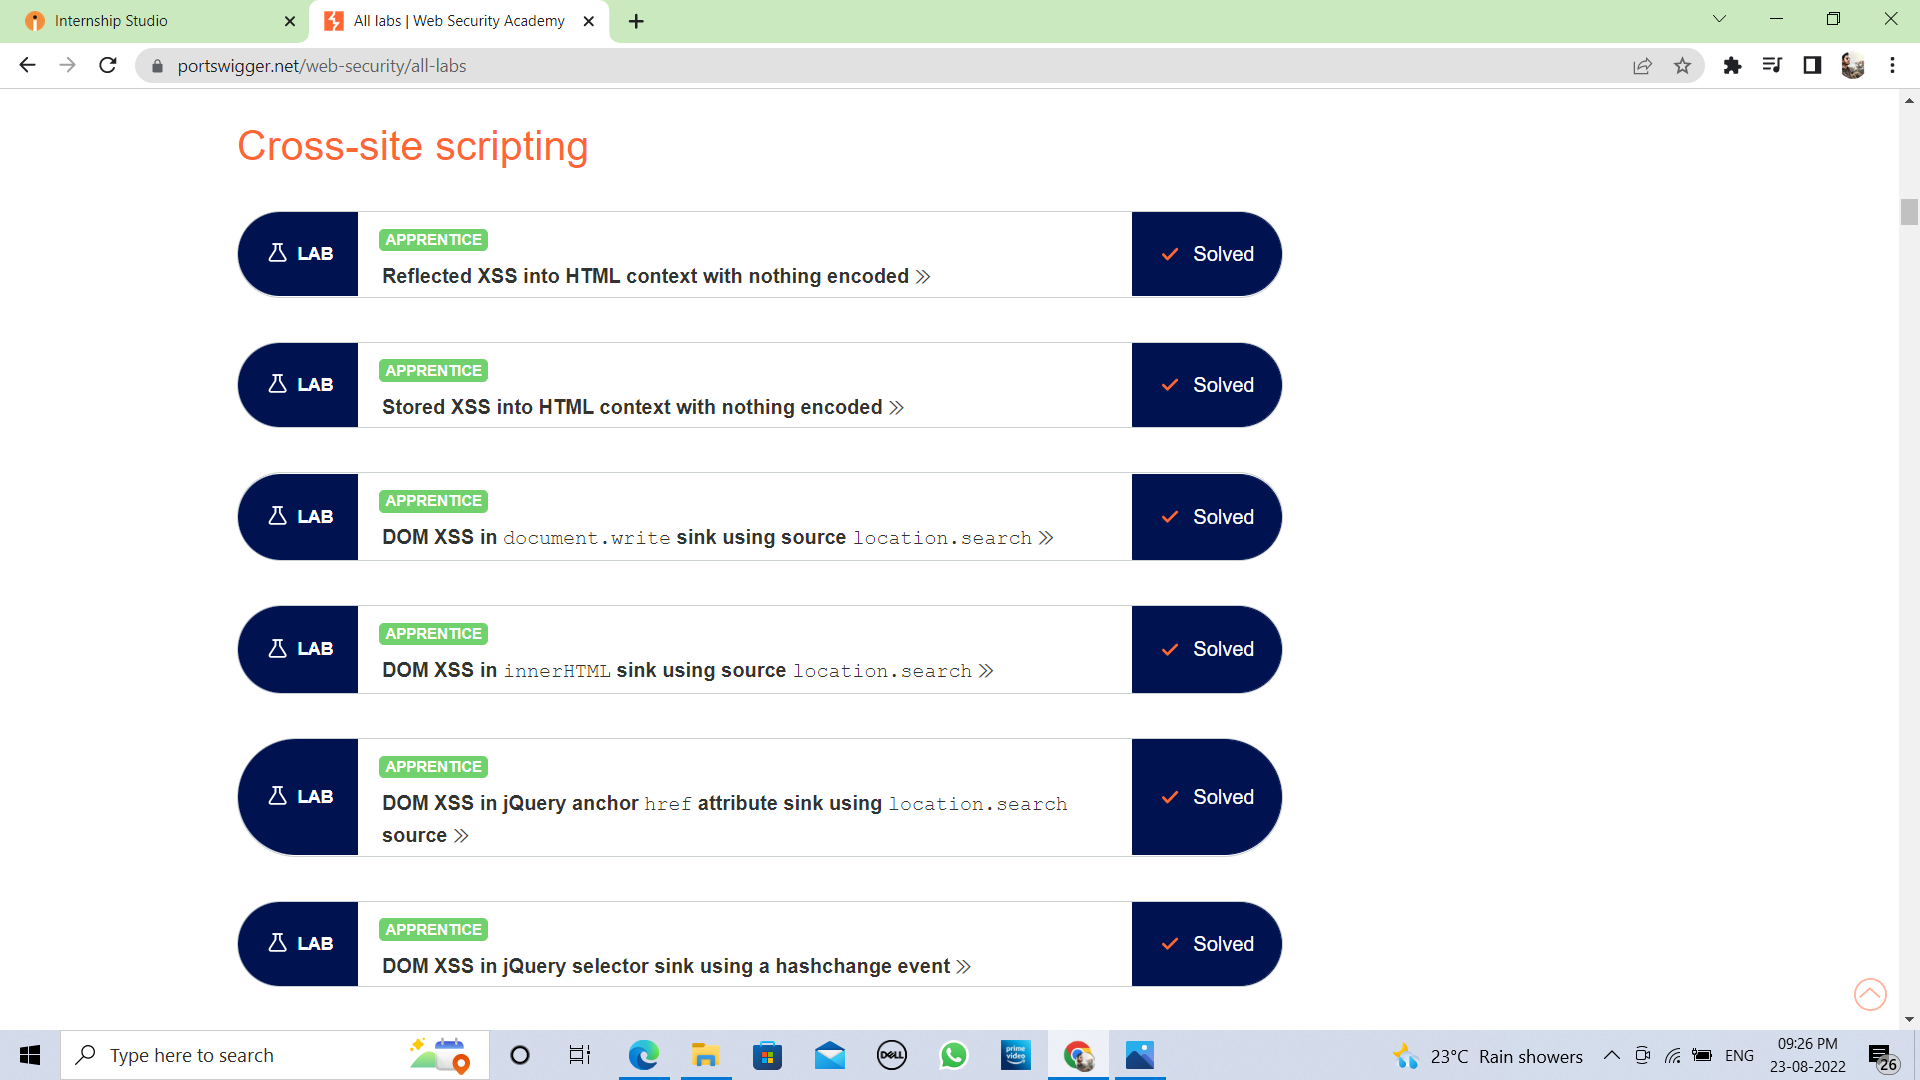 Internship Studio
All labs | Web Security Academy
portswigger.net/web-security/all-labs
Cross-site scripting
LAB
APPRENTICE
Reflected XSS into HTML context with nothing encoded
Solved
LAB
APPRENTICE
Stored XSS into HTML context with nothing encoded
Solved
LAB
APPRENTICE
DOM XSS in document.write sink using source location.search
Solved
LAB
APPRENTICE
DOM XSS in innerHTML sink using source location.search
Solved
LAB
APPRENTICE
DOM XSS in jQuery anchor href attribute sink using location.search
source
Solved
LAB
APPRENTICE
DOM XSS in jQuery selector sink using a hashchange event
Solved
Type here to search
DELL
prime video
23°C Rain showers
ENG
09:26 PM
23-08-2022
26